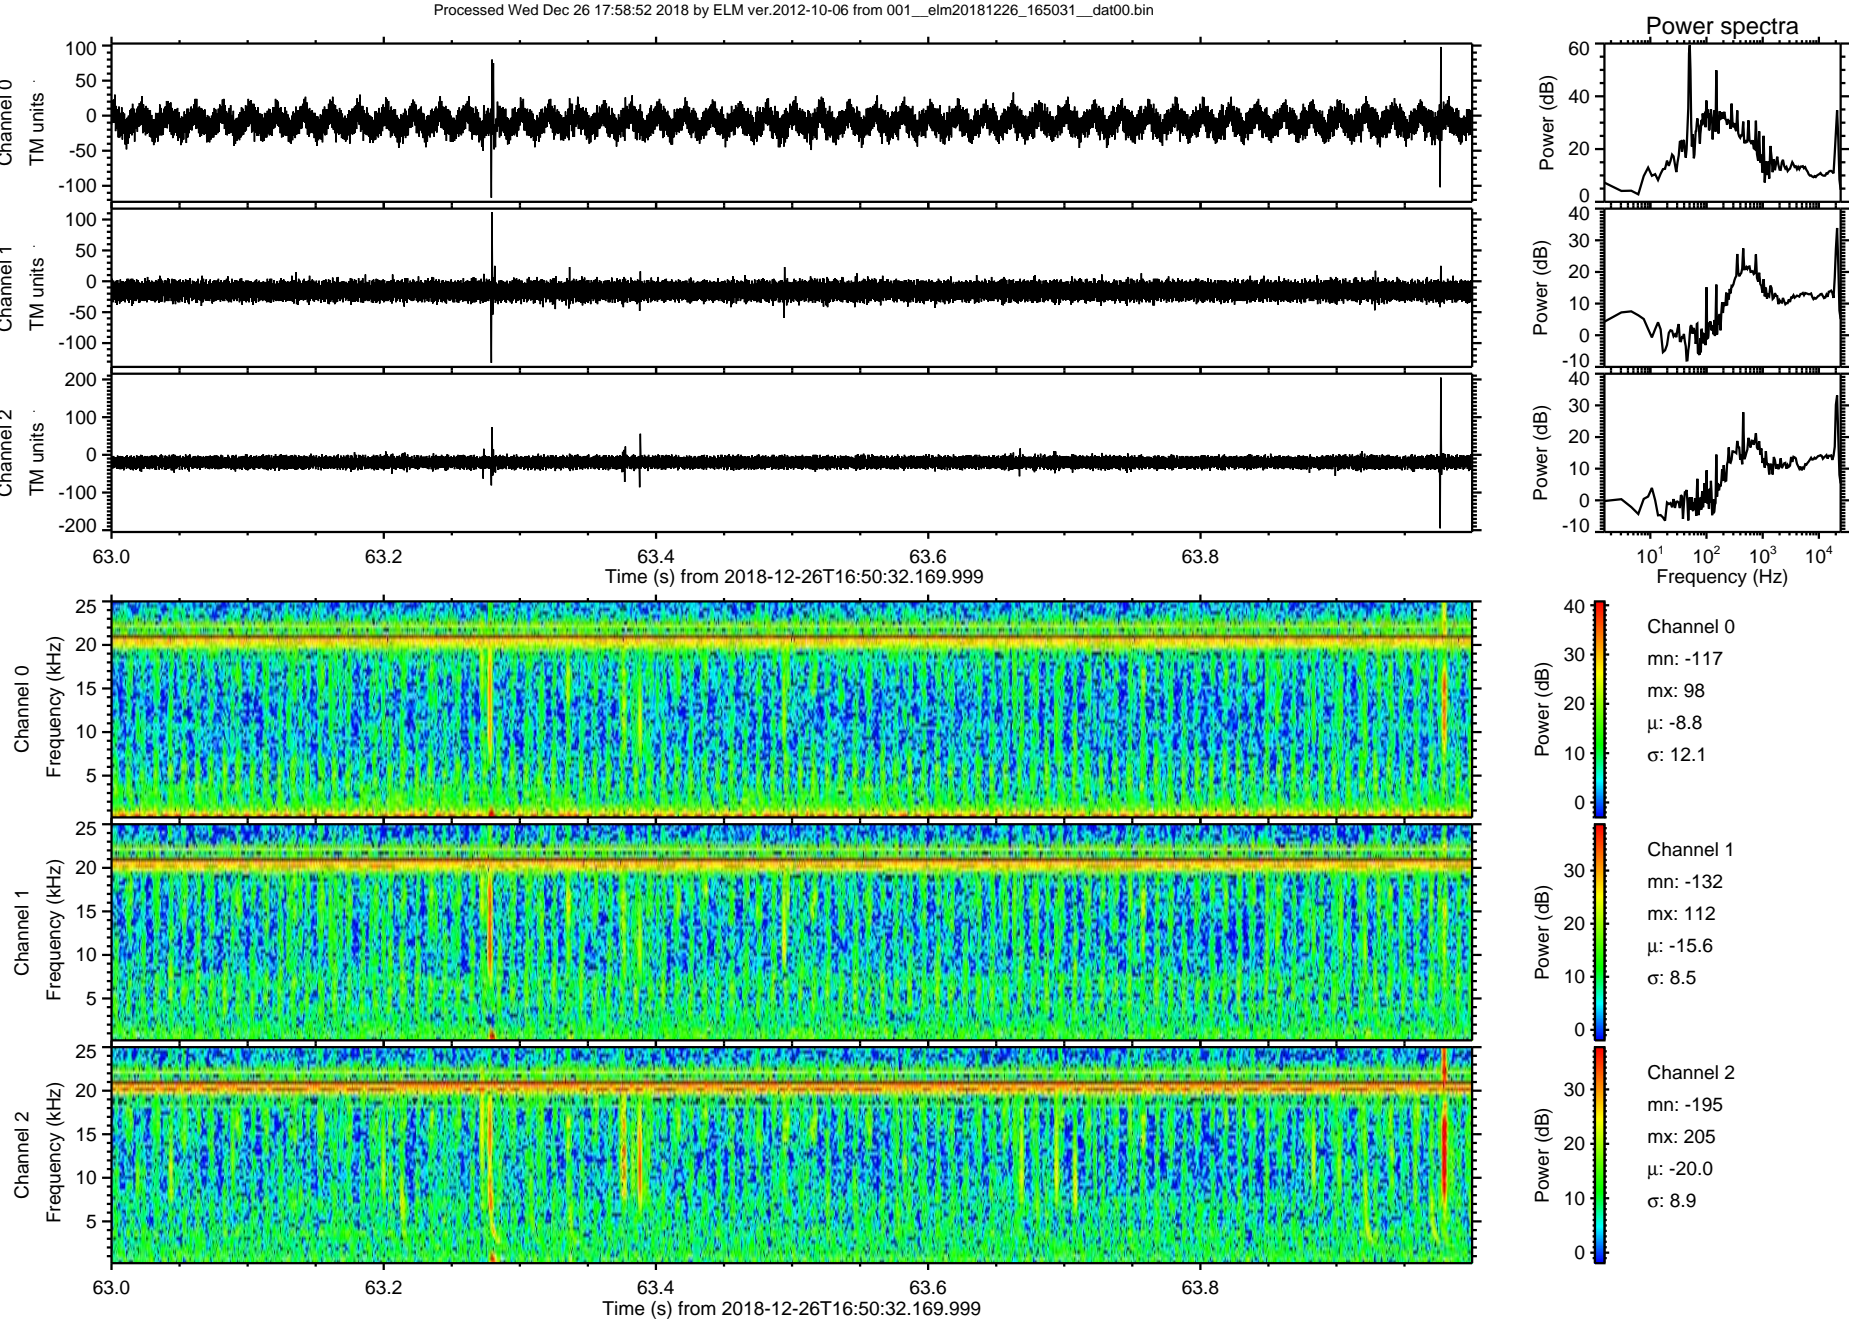 Processed Wed Dec 26 17:58:52 2018 by ELM ver.2012-10-06 from 001__elm20181226_165031__dat00.bin
Power spectra
Channel 0
TM units
100
50
0
-50
-100
Power (dB)
60
40
20
0
Channel 1
TM units
100
50
0
-50
-100
Power (dB)
40
30
20
10
0
-10
Channel 2
TM units
200
100
0
-100
-200
Power (dB)
40
30
20
10
0
-10
63.0 63.2 63.4 63.6 63.8
Time (s) from 2018-12-26T16:50:32.169.999
10¹ 10² 10³ 10⁴
Frequency (Hz)
Channel 0
Frequency (kHz)
25
20
15
10
5
Power (dB)
40
30
20
10
0
Channel 0
mn: -117
mx: 98
μ: -8.8
σ: 12.1
Channel 1
Frequency (kHz)
25
20
15
10
5
Power (dB)
30
20
10
0
Channel 1
mn: -132
mx: 112
μ: -15.6
σ: 8.5
Channel 2
Frequency (kHz)
25
20
15
10
5
Power (dB)
30
20
10
0
Channel 2
mn: -195
mx: 205
μ: -20.0
σ: 8.9
63.0 63.2 63.4 63.6 63.8
Time (s) from 2018-12-26T16:50:32.169.999